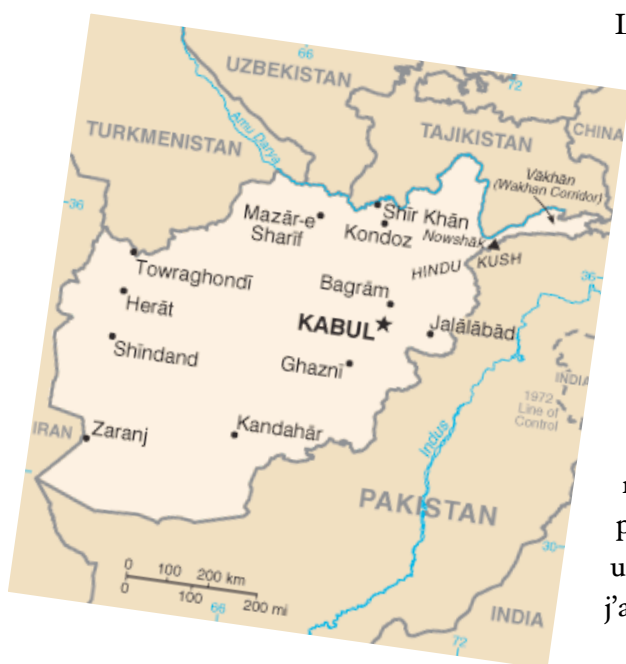 L
66
72
UZBEKISTAN
Amu Darya
TAJIKISTAN
CHINA
TURKMENISTAN
Vākhān
(Wakhan Corridor)
36
Shīr Khān
Mazār-e
Sharīf
Kondoz
Nowshāk
HINDU KUSH
36
Towraghondī
Bagrām
Herāt
KABUL
Jalālābād
Shīndand
Ghaznī
INDIA
1972
Line of
Control
IRAN
Zaranj
Kandahār
Indus
PAKISTAN
30
0 100 200 km
0 100 200 mi
66
72
INDIA
p
u
j'a